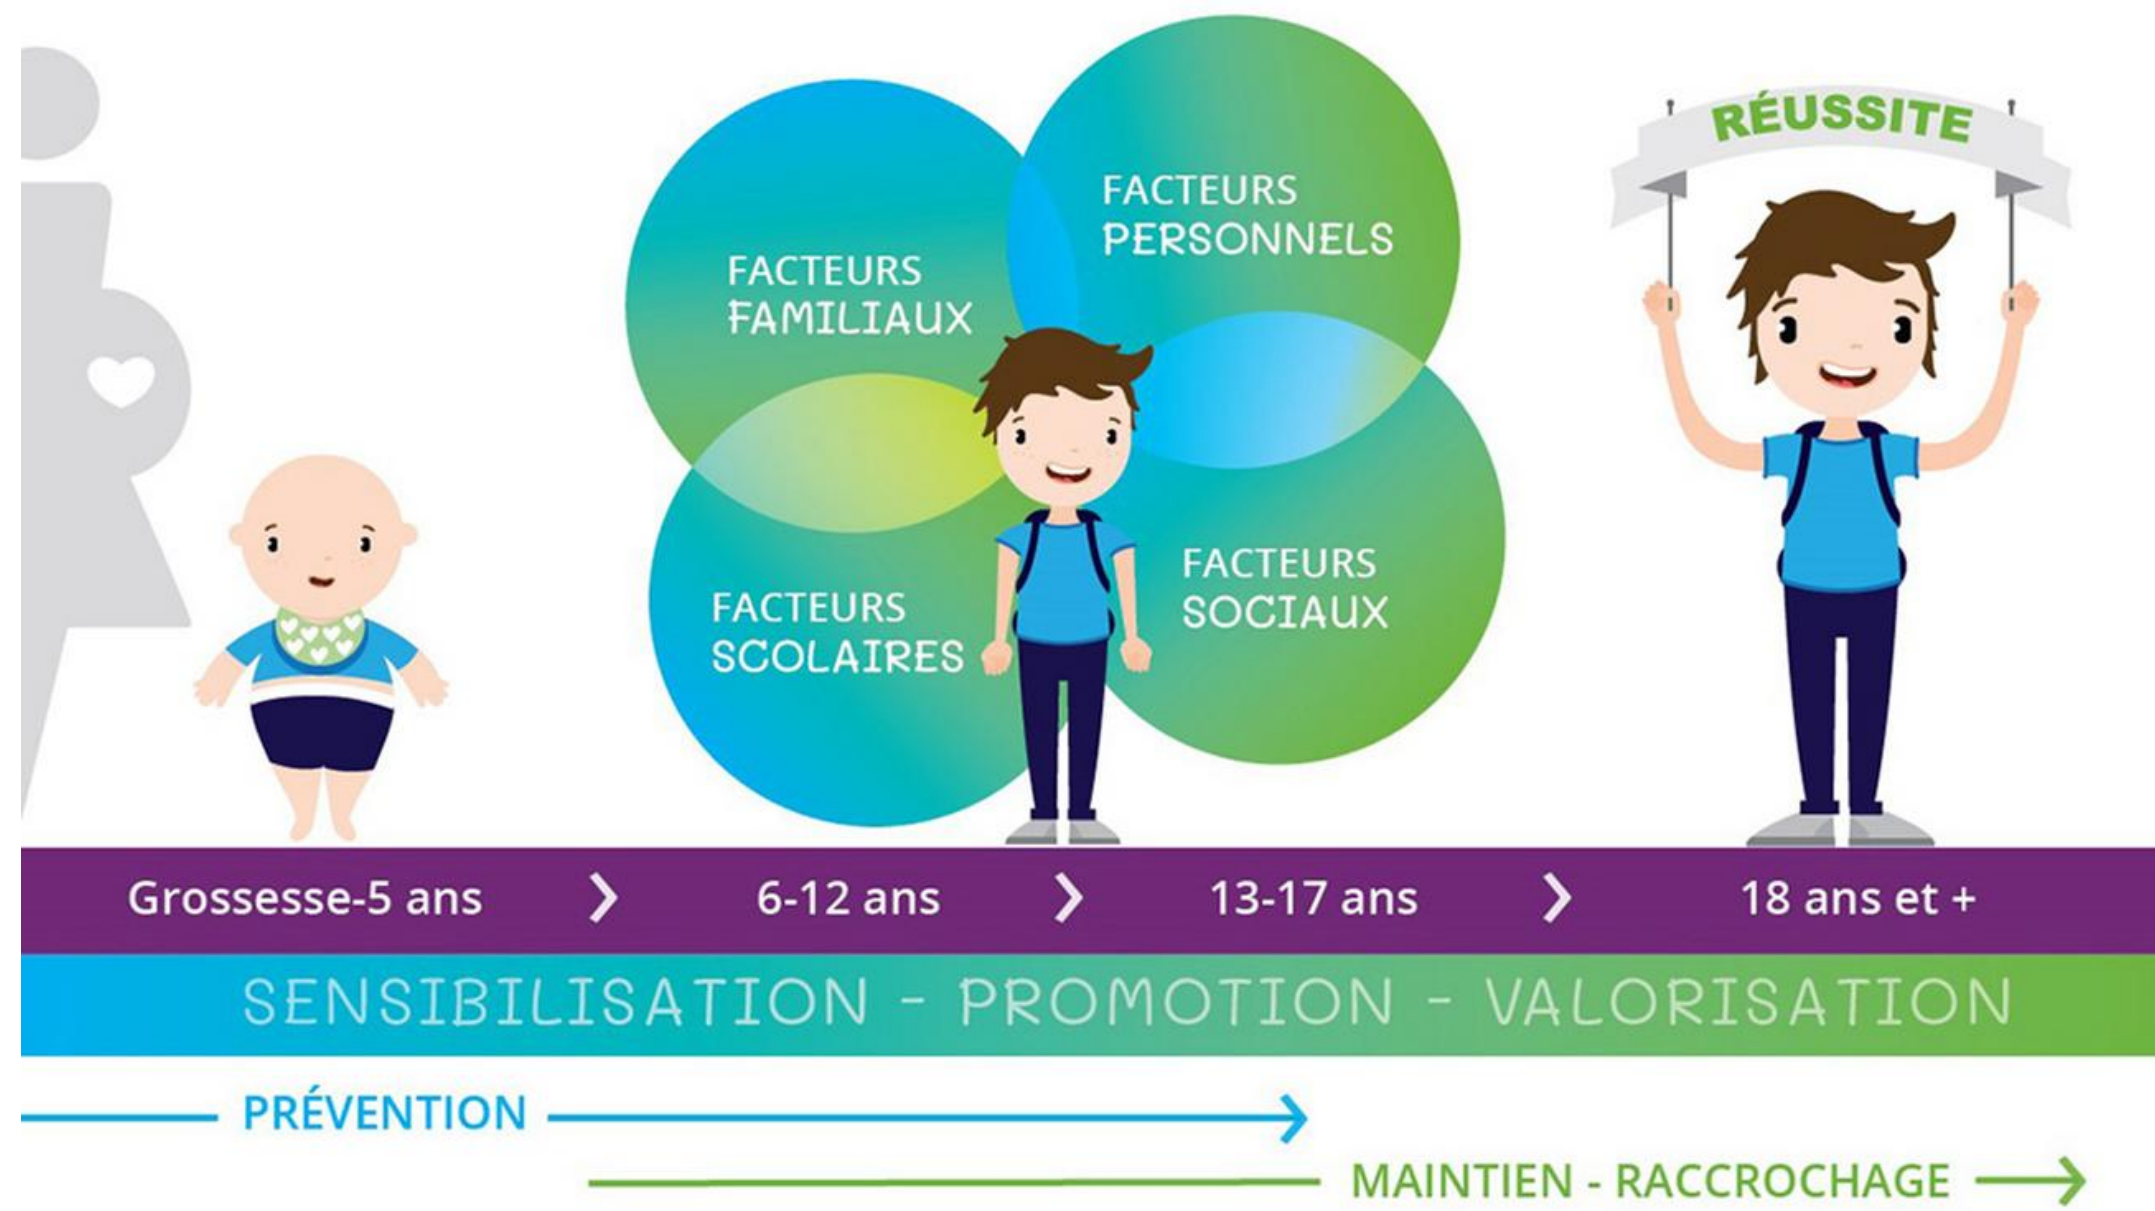 RÉUSSITE
FACTEURS
PERSONNELS
FACTEURS
FAMILIAUX
FACTEURS
SOCIAUX
FACTEURS
SCOLAIRES
Grossesse-5 ans > 6-12 ans > 13-17 ans > 18 ans et +
SENSIBILISATION - PROMOTION - VALORISATION
PRÉVENTION
MAINTIEN - RACCROCHAGE